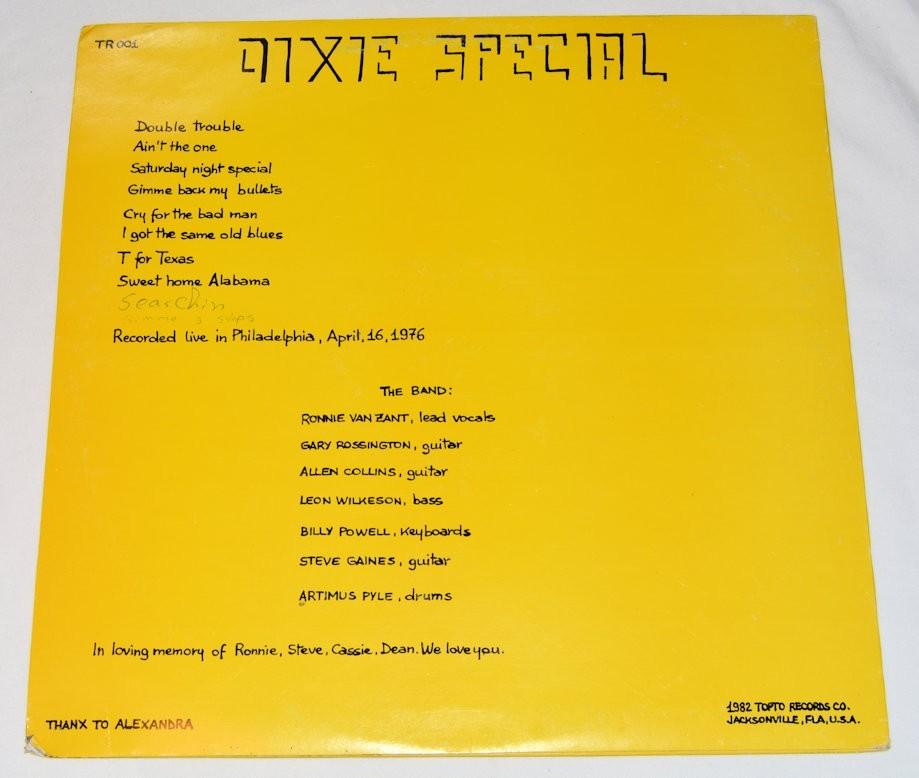 TR001
DIXIE SPECIAL
Double trouble
Ain't the one
Saturday night special
Gimme back my bullets
Cry for the bad man
I got the same old blues
T for Texas
Sweet home Alabama
Searchin
Gimme 3 steps
Recorded live in Philadelphia, April, 16, 1976
THE BAND:
RONNIE VAN ZANT, lead vocals
GARY ROSSINGTON, guitar
ALLEN COLLINS, guitar
LEON WILKESON, bass
BILLY POWELL, keyboards
STEVE GAINES, guitar
ARTIMUS PYLE, drums
In loving memory of Ronnie, Steve, Cassie, Dean. We love you.
THANX TO ALEXANDRA
1982 TOPTO RECORDS CO.
JACKSONVILLE, FLA, U.S.A.